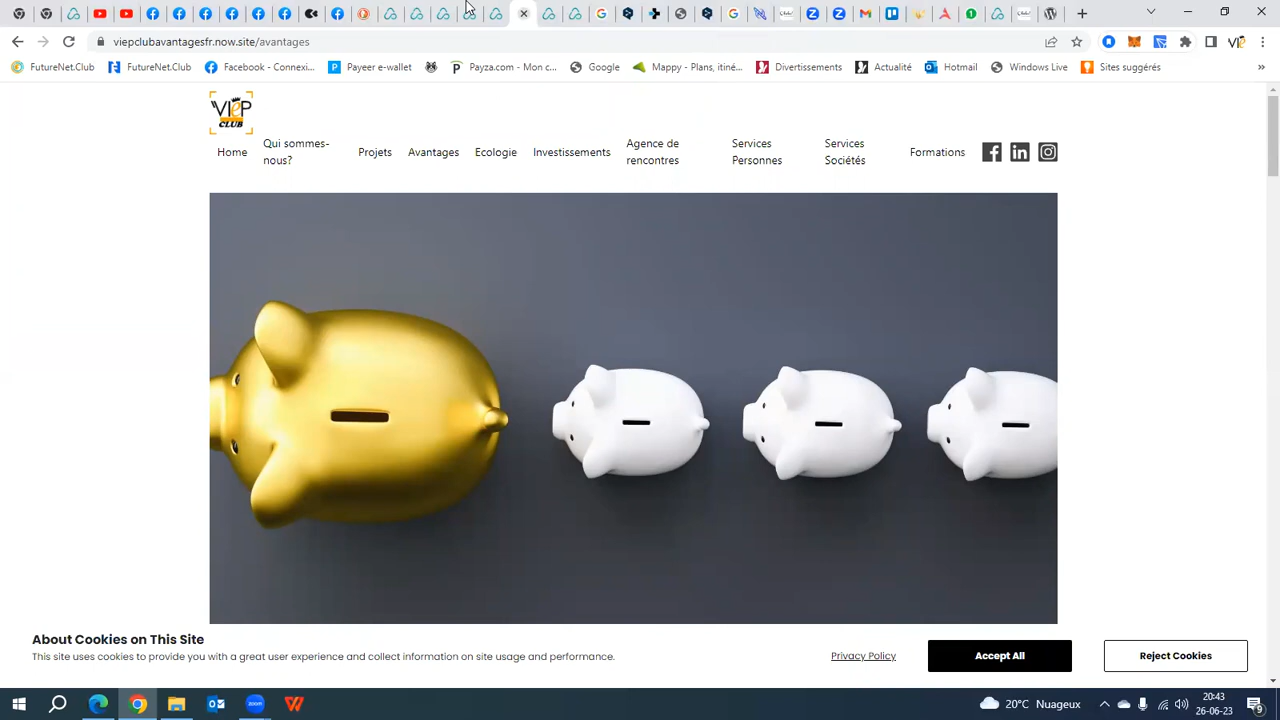 viepclubavantagesfr.now.site/avantages
FutureNet.Club
FutureNet.Club
Facebook - Connexi...
Payeer e-wallet
Payza.com - Mon c...
Google
Mappy - Plans, itiné...
Divertissements
Actualité
Hotmail
Windows Live
Sites suggérés
»
VIEP
CLUB
Home
Qui sommes-
nous?
Projets
Avantages
Ecologie
Investissements
Agence de
rencontres
Services
Personnes
Services
Sociétés
Formations
About Cookies on This Site
This site uses cookies to provide you with a great user experience and collect information on site usage and performance.
Privacy Policy
Accept All
Reject Cookies
zoom
20°C Nuageux
20:43
26-06-23